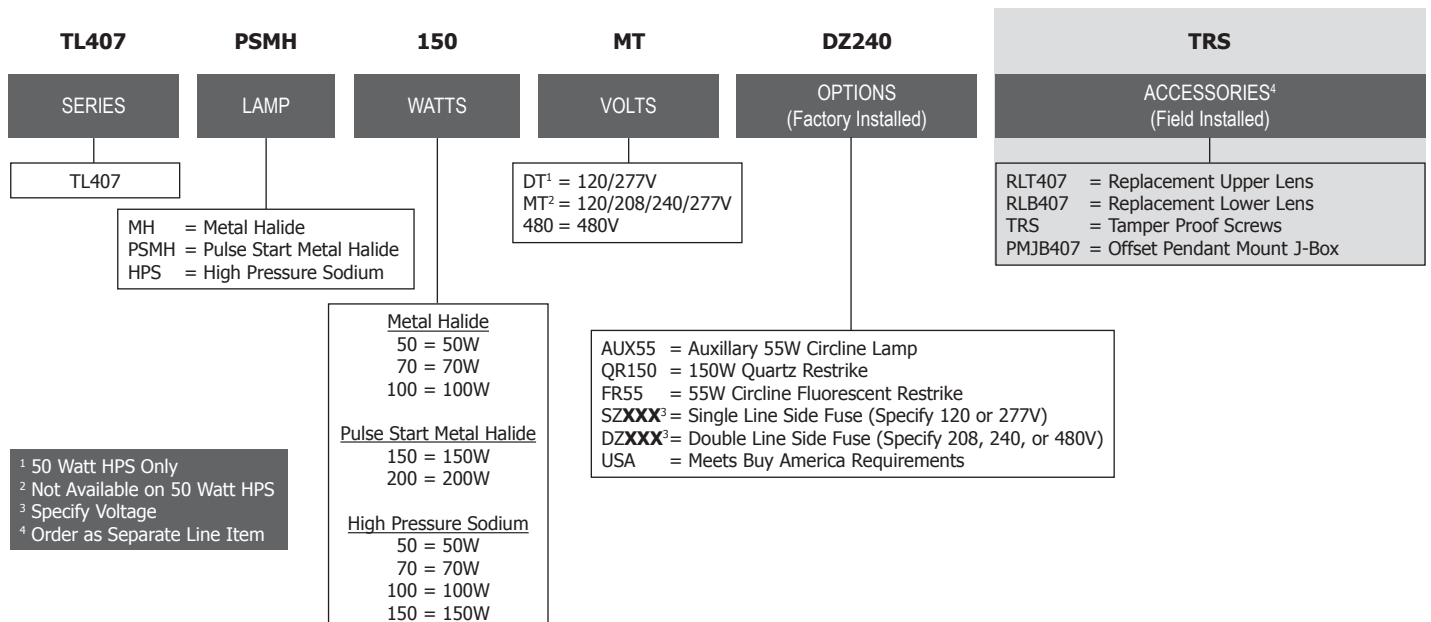 TL407 PSMH 150 MT DZ240 TRS
SERIES LAMP WATTS VOLTS OPTIONS (Factory Installed) ACCESSORIES⁴ (Field Installed)
TL407
MH = Metal Halide
PSMH = Pulse Start Metal Halide
HPS = High Pressure Sodium
Metal Halide
50 = 50W
70 = 70W
100 = 100W
Pulse Start Metal Halide
150 = 150W
200 = 200W
High Pressure Sodium
50 = 50W
70 = 70W
100 = 100W
150 = 150W
DT¹ = 120/277V
MT² = 120/208/240/277V
480 = 480V
AUX55 = Auxillary 55W Circline Lamp
QR150 = 150W Quartz Restrike
FR55 = 55W Circline Fluorescent Restrike
SZXXX³ = Single Line Side Fuse (Specify 120 or 277V)
DZXXX³ = Double Line Side Fuse (Specify 208, 240, or 480V)
USA = Meets Buy America Requirements
RLT407 = Replacement Upper Lens
RLB407 = Replacement Lower Lens
TRS = Tamper Proof Screws
PMJB407 = Offset Pendant Mount J-Box
¹ 50 Watt HPS Only
² Not Available on 50 Watt HPS
³ Specify Voltage
⁴ Order as Separate Line Item